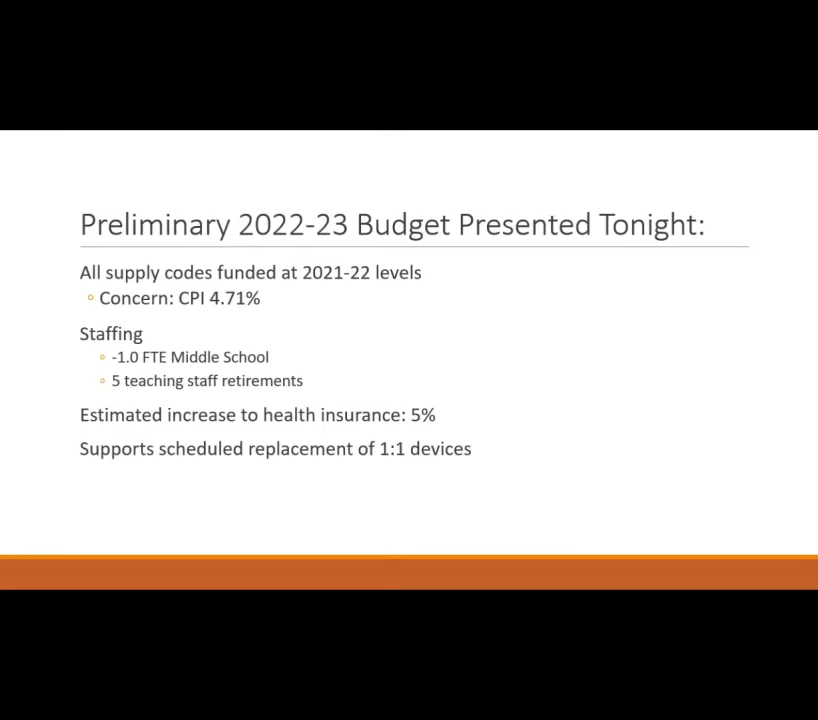 Preliminary 2022-23 Budget Presented Tonight:
All supply codes funded at 2021-22 levels
◦ Concern: CPI 4.71%
Staffing
◦ -1.0 FTE Middle School
◦ 5 teaching staff retirements
Estimated increase to health insurance: 5%
Supports scheduled replacement of 1:1 devices